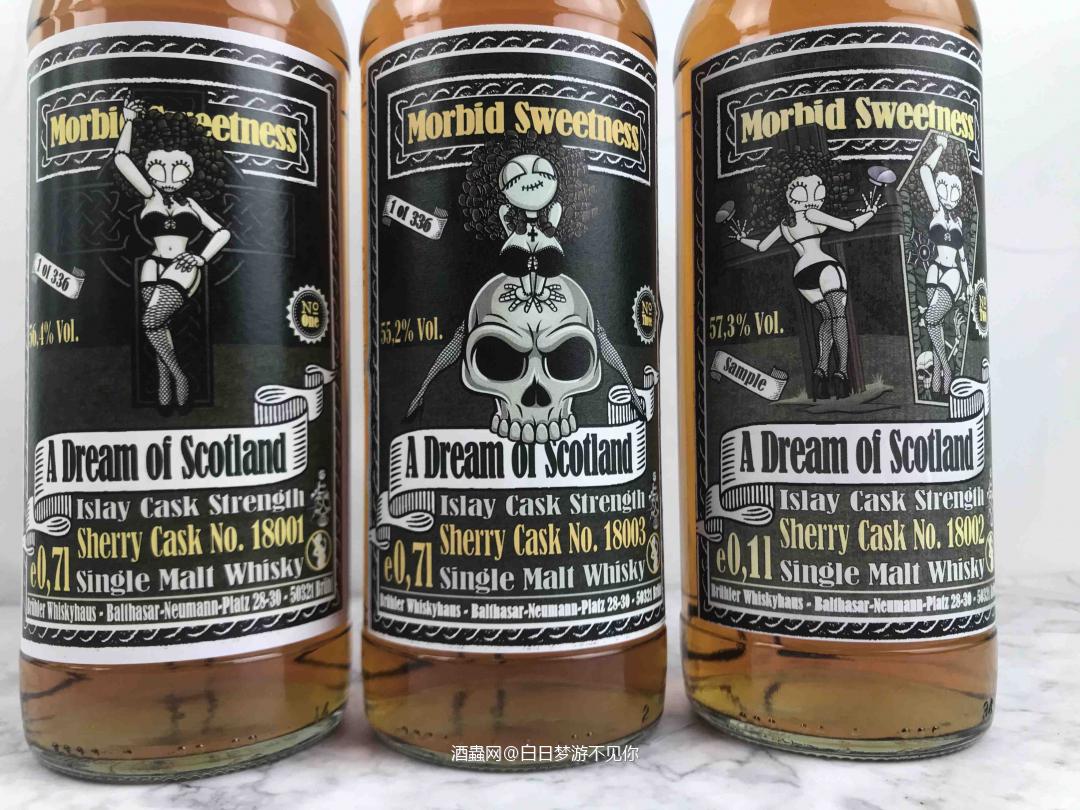 Morbid Sweetness
1 of 336
56,4% Vol.
No
One
A Dream of Scotland
Islay Cask Strength
Sherry Cask No. 18001
e0,7l
Single Malt Whisky
Brühler Whiskyhaus - Balthasar-Neumann-Platz 28-30 - 50321 Brühl
Morbid Sweetness
1 of 336
55,2% Vol.
No
A Dream of Scotland
Islay Cask Strength
Sherry Cask No. 18003
e0,7l
Single Malt Whisky
Brühler Whiskyhaus - Balthasar-Neumann-Platz 28-30 -
Morbid Sweetness
57,3% Vol.
No
Sample
A Dream of Scotland
Islay Cask Strength
Sherry Cask No. 18002
e0,1l
Single Malt Whisky
Brühler Whiskyhaus - Balthasar-Neumann-Platz 28-30 - 50321
酒蟲网@白日梦游不见你